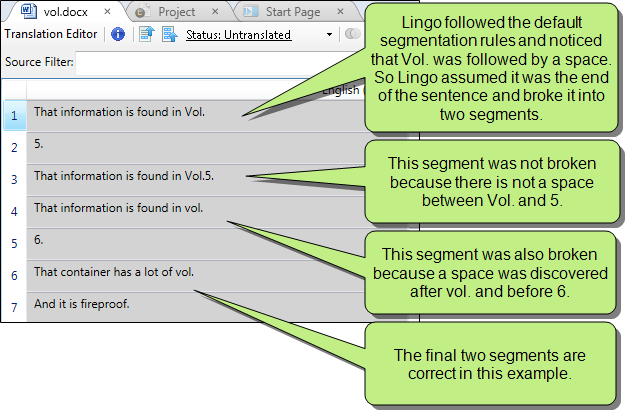 vol.docx
Project
Start Page
Translation Editor
Status: Untranslated
Source Filter:
English (
1 That information is found in Vol.
2 5.
3 That information is found in Vol.5.
4 That information is found in vol.
5 6.
6 That container has a lot of vol.
7 And it is fireproof.
Lingo followed the default
segmentation rules and noticed
that Vol. was followed by a space.
So Lingo assumed it was the end
of the sentence and broke it into
two segments.
This segment was not broken
because there is not a space
between Vol. and 5.
This segment was also broken
because a space was discovered
after vol. and before 6.
The final two segments are
correct in this example.